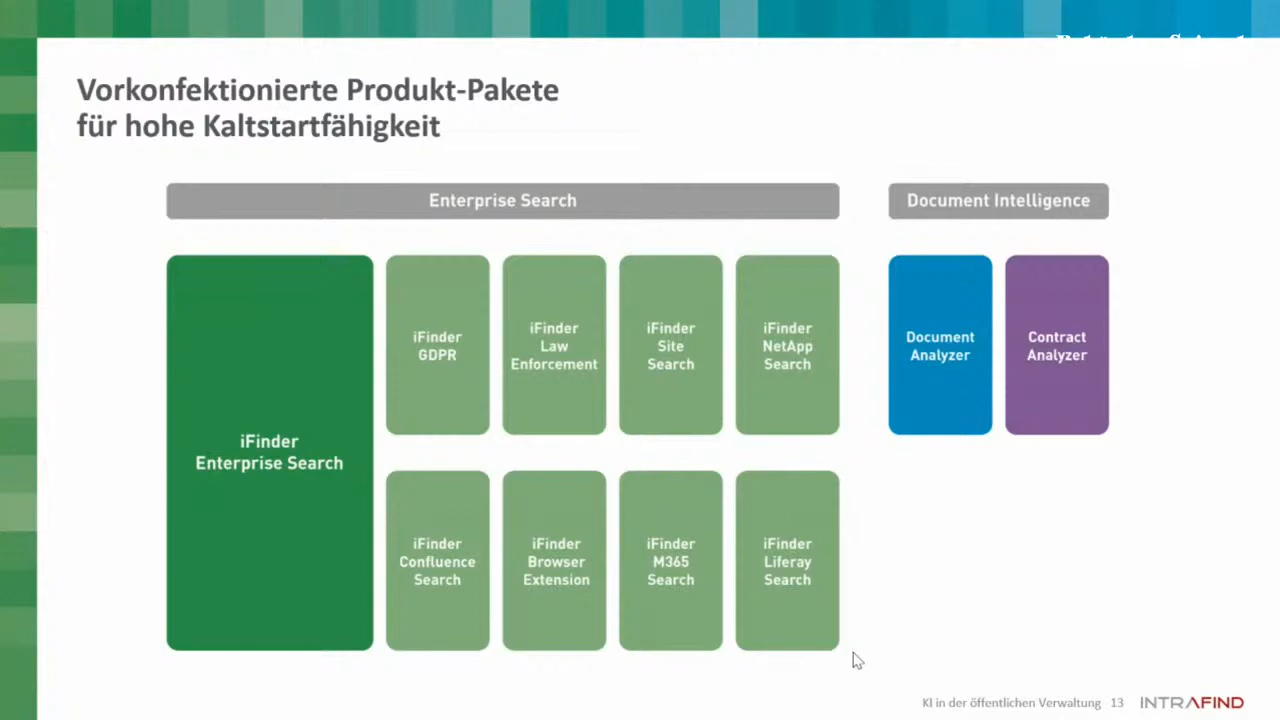 Vorkonfektionierte Produkt-Pakete
für hohe Kaltstartfähigkeit
Enterprise Search
Document Intelligence
iFinder
Enterprise Search
iFinder
GDPR
iFinder
Law
Enforcement
iFinder
Site
Search
iFinder
NetApp
Search
Document
Analyzer
Contract
Analyzer
iFinder
Confluence
Search
iFinder
Browser
Extension
iFinder
M365
Search
iFinder
Liferay
Search
KI in der öffentlichen Verwaltung 13
INTRAFIND